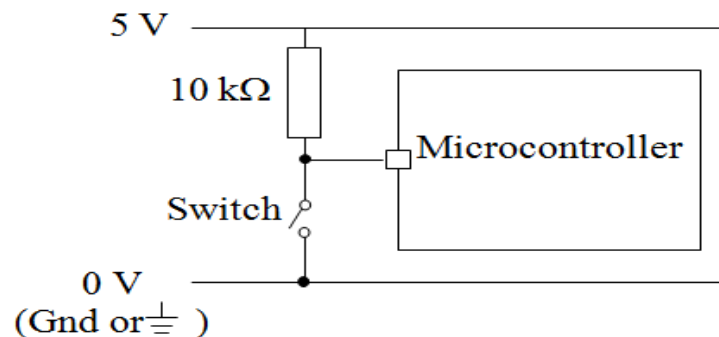 5 V
10 kΩ
Microcontroller
Switch
0 V
(Gnd or⏚ )